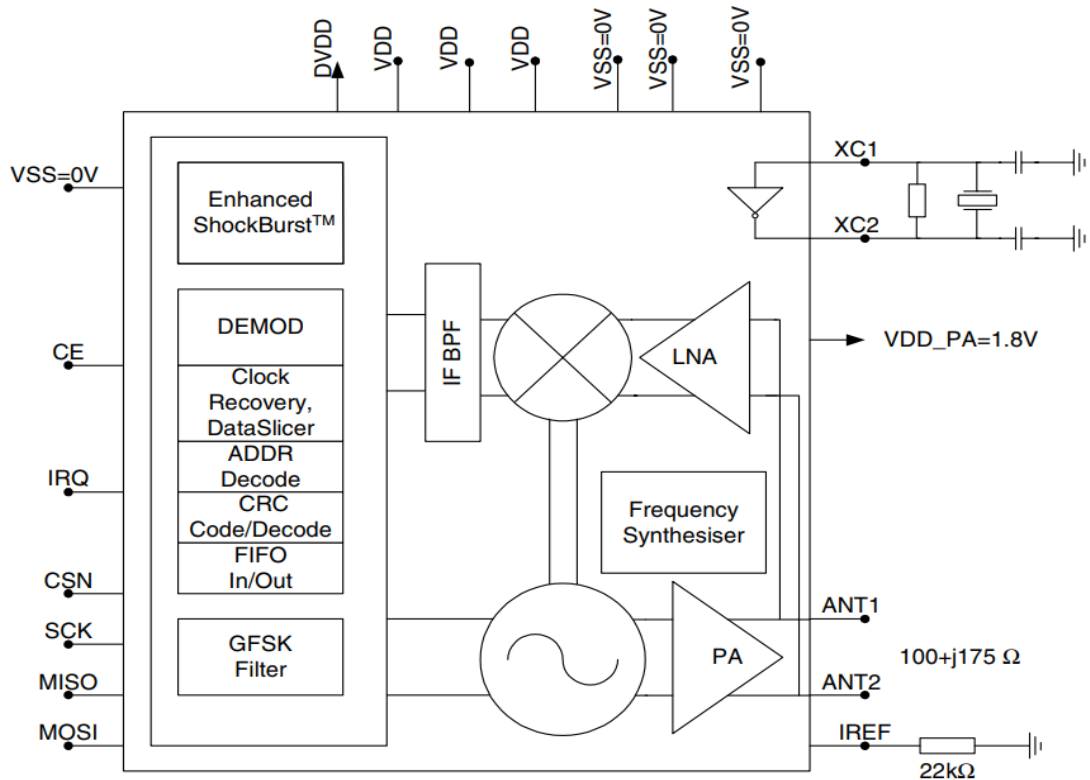 DVDD
VDD
VDD
VDD
VSS=0V
VSS=0V
VSS=0V
VSS=0V
CE
IRQ
CSN
SCK
MISO
MOSI
Enhanced
ShockBurst™
DEMOD
Clock
Recovery,
DataSlicer
ADDR
Decode
CRC
Code/Decode
FIFO
In/Out
GFSK
Filter
IF BPF
LNA
Frequency
Synthesiser
PA
XC1
XC2
VDD_PA=1.8V
ANT1
100+j175 Ω
ANT2
IREF
22kΩ